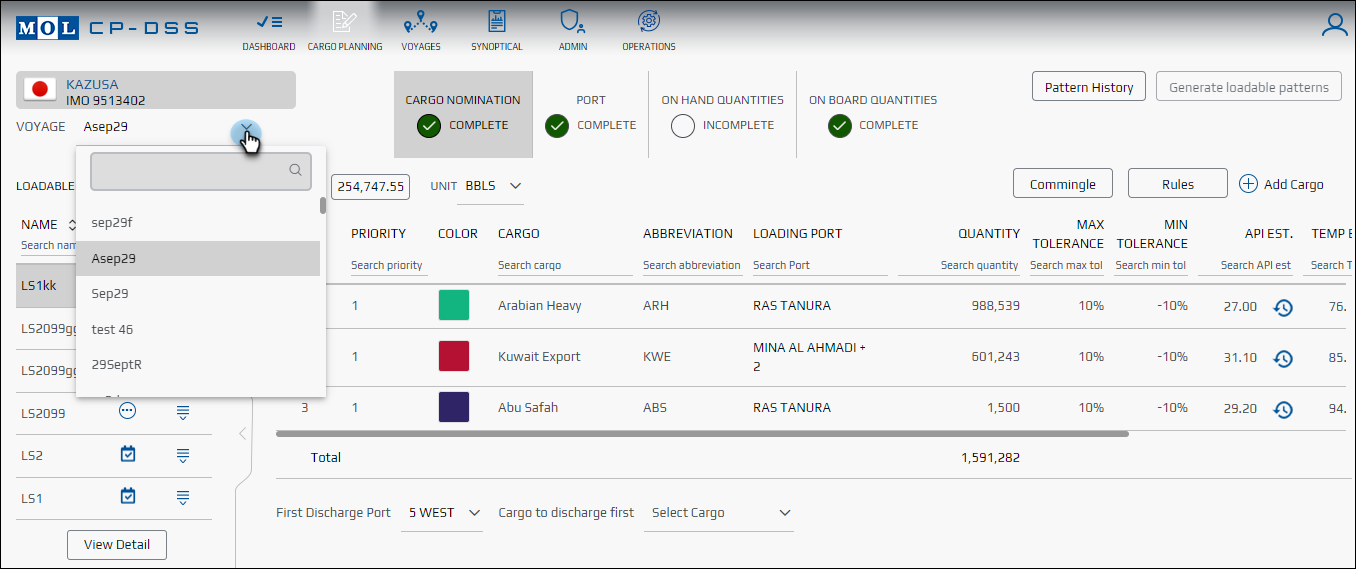 MOL CP-DSS
DASHBOARD
CARGO PLANNING
VOYAGES
SYNOPTICAL
ADMIN
OPERATIONS
KAZUSA
IMO 9513402
VOYAGE Asep29
CARGO NOMINATION
COMPLETE
PORT
COMPLETE
ON HAND QUANTITIES
INCOMPLETE
ON BOARD QUANTITIES
COMPLETE
Pattern History
Generate loadable patterns
sep29f
Asep29
Sep29
test 46
29SeptR
LOADABLE
254,747.55
UNIT BBLS
Commingle
Rules
Add Cargo
NAME
Search nam
LS1kk
LS2099gg
LS2099gg
LS2099
LS2
LS1
View Detail
PRIORITY COLOR CARGO ABBREVIATION LOADING PORT QUANTITY MAX TOLERANCE MIN TOLERANCE API EST. TEMP E
Search priority Search cargo Search abbreviation Search Port Search quantity Search max tol Search min tol Search API est Search T
1 Arabian Heavy ARH RAS TANURA 988,539 10% -10% 27.00 76.
1 Kuwait Export KWE MINA AL AHMADI + 2 601,243 10% -10% 31.10 85.
3 1 Abu Safah ABS RAS TANURA 1,500 10% -10% 29.20 94.
Total 1,591,282
First Discharge Port 5 WEST Cargo to discharge first Select Cargo